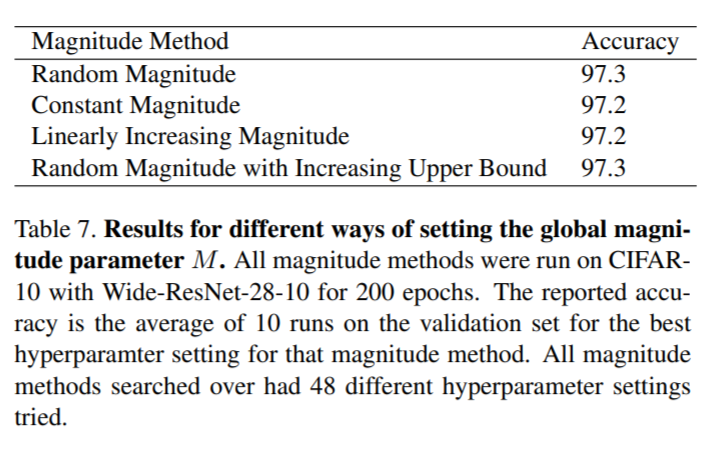 Magnitude Method Accuracy
Random Magnitude 97.3
Constant Magnitude 97.2
Linearly Increasing Magnitude 97.2
Random Magnitude with Increasing Upper Bound 97.3
Table 7. Results for different ways of setting the global magni-
tude parameter M. All magnitude methods were run on CIFAR-
10 with Wide-ResNet-28-10 for 200 epochs. The reported accu-
racy is the average of 10 runs on the validation set for the best
hyperparamter setting for that magnitude method. All magnitude
methods searched over had 48 different hyperparameter settings
tried.